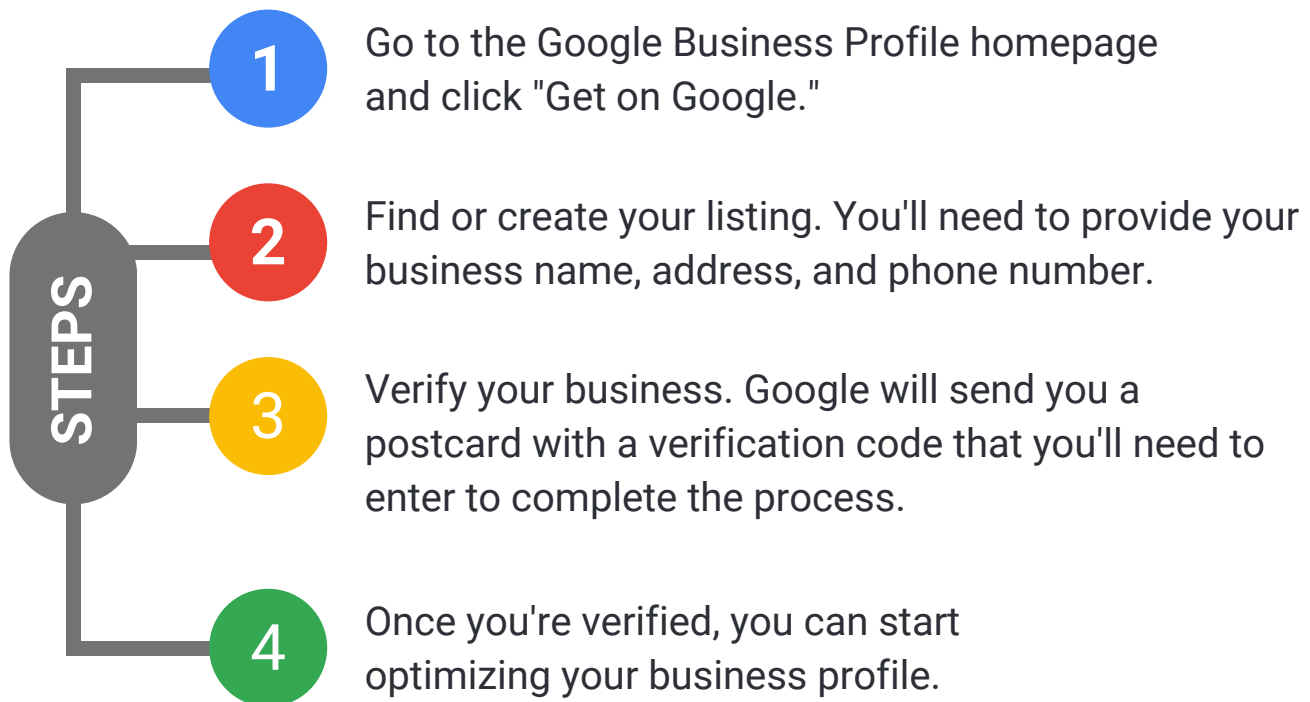 STEPS
1
Go to the Google Business Profile homepage
and click "Get on Google."
2
Find or create your listing. You'll need to provide your
business name, address, and phone number.
3
Verify your business. Google will send you a
postcard with a verification code that you'll need to
enter to complete the process.
4
Once you're verified, you can start
optimizing your business profile.